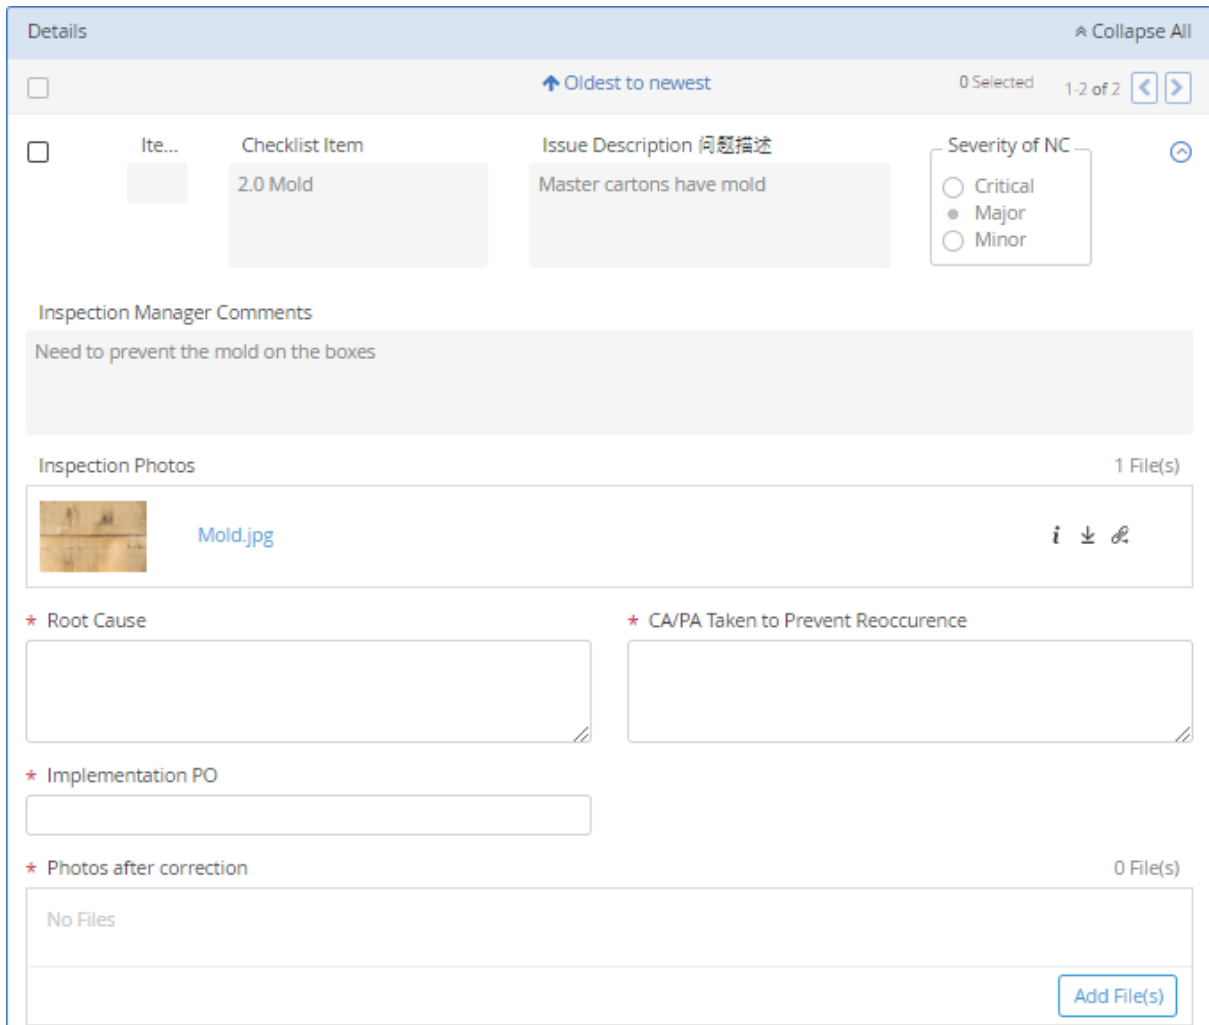 Details
Collapse All
Oldest to newest
0 Selected
1-2 of 2
Ite...
Checklist Item
Issue Description 问题描述
Severity of NC
2.0 Mold
Master cartons have mold
Critical
Major
Minor
Inspection Manager Comments
Need to prevent the mold on the boxes
Inspection Photos
1 File(s)
Mold.jpg
* Root Cause
* CA/PA Taken to Prevent Reoccurence
* Implementation PO
* Photos after correction
0 File(s)
No Files
Add File(s)